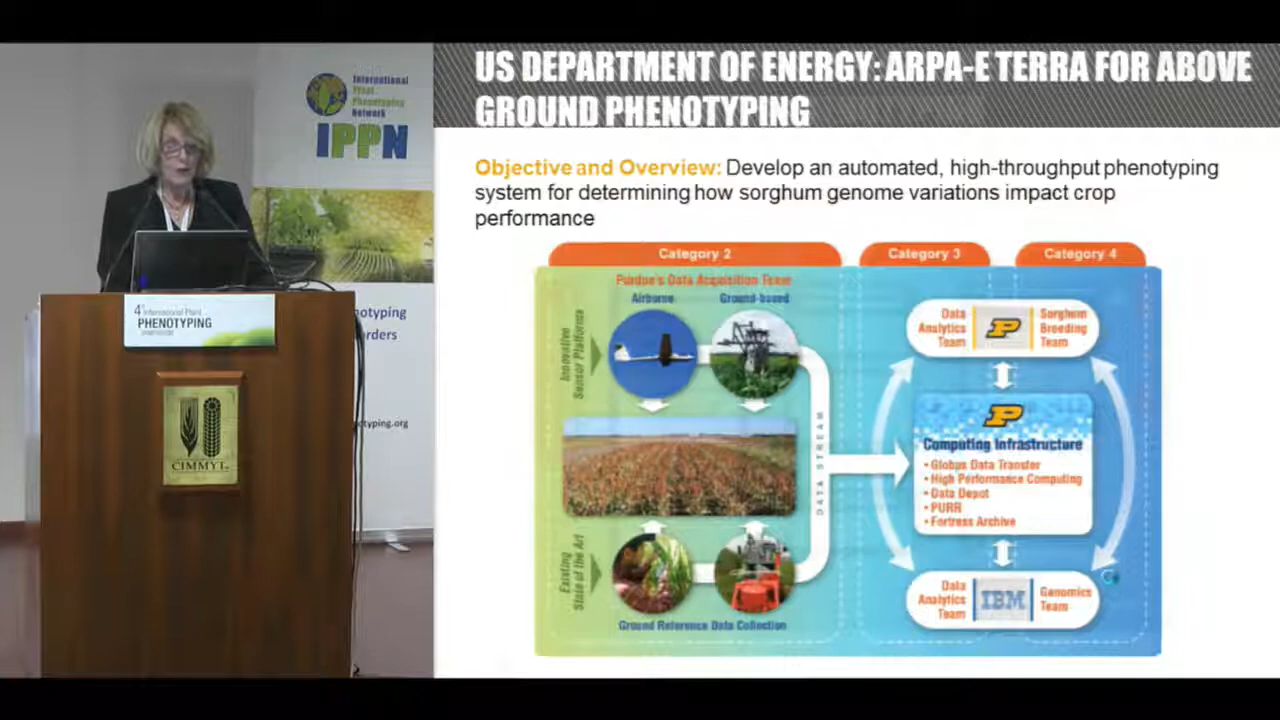 International
Plant
Phenotyping
Network
IPPN
4th International Plant
PHENOTYPING
SYMPOSIUM
notyping
orders
typing.org
CIMMYT
US DEPARTMENT OF ENERGY: ARPA-E TERRA FOR ABOVE
GROUND PHENOTYPING
Objective and Overview: Develop an automated, high-throughput phenotyping
system for determining how sorghum genome variations impact crop
performance
Category 2
Category 3
Category 4
Purdue's Data Acquisition Team
Airborne
Ground-based
Innovative
Sensor Platforms
Existing
State of the Art
Ground Reference Data Collection
DATA STREAM
Data
Analytics
Team
P
Sorghum
Breeding
Team
P
Computing Infrastructure
• Globus Data Transfer
• High Performance Computing
• Data Depot
• PURR
• Fortress Archive
Data
Analytics
Team
IBM
Genomics
Team